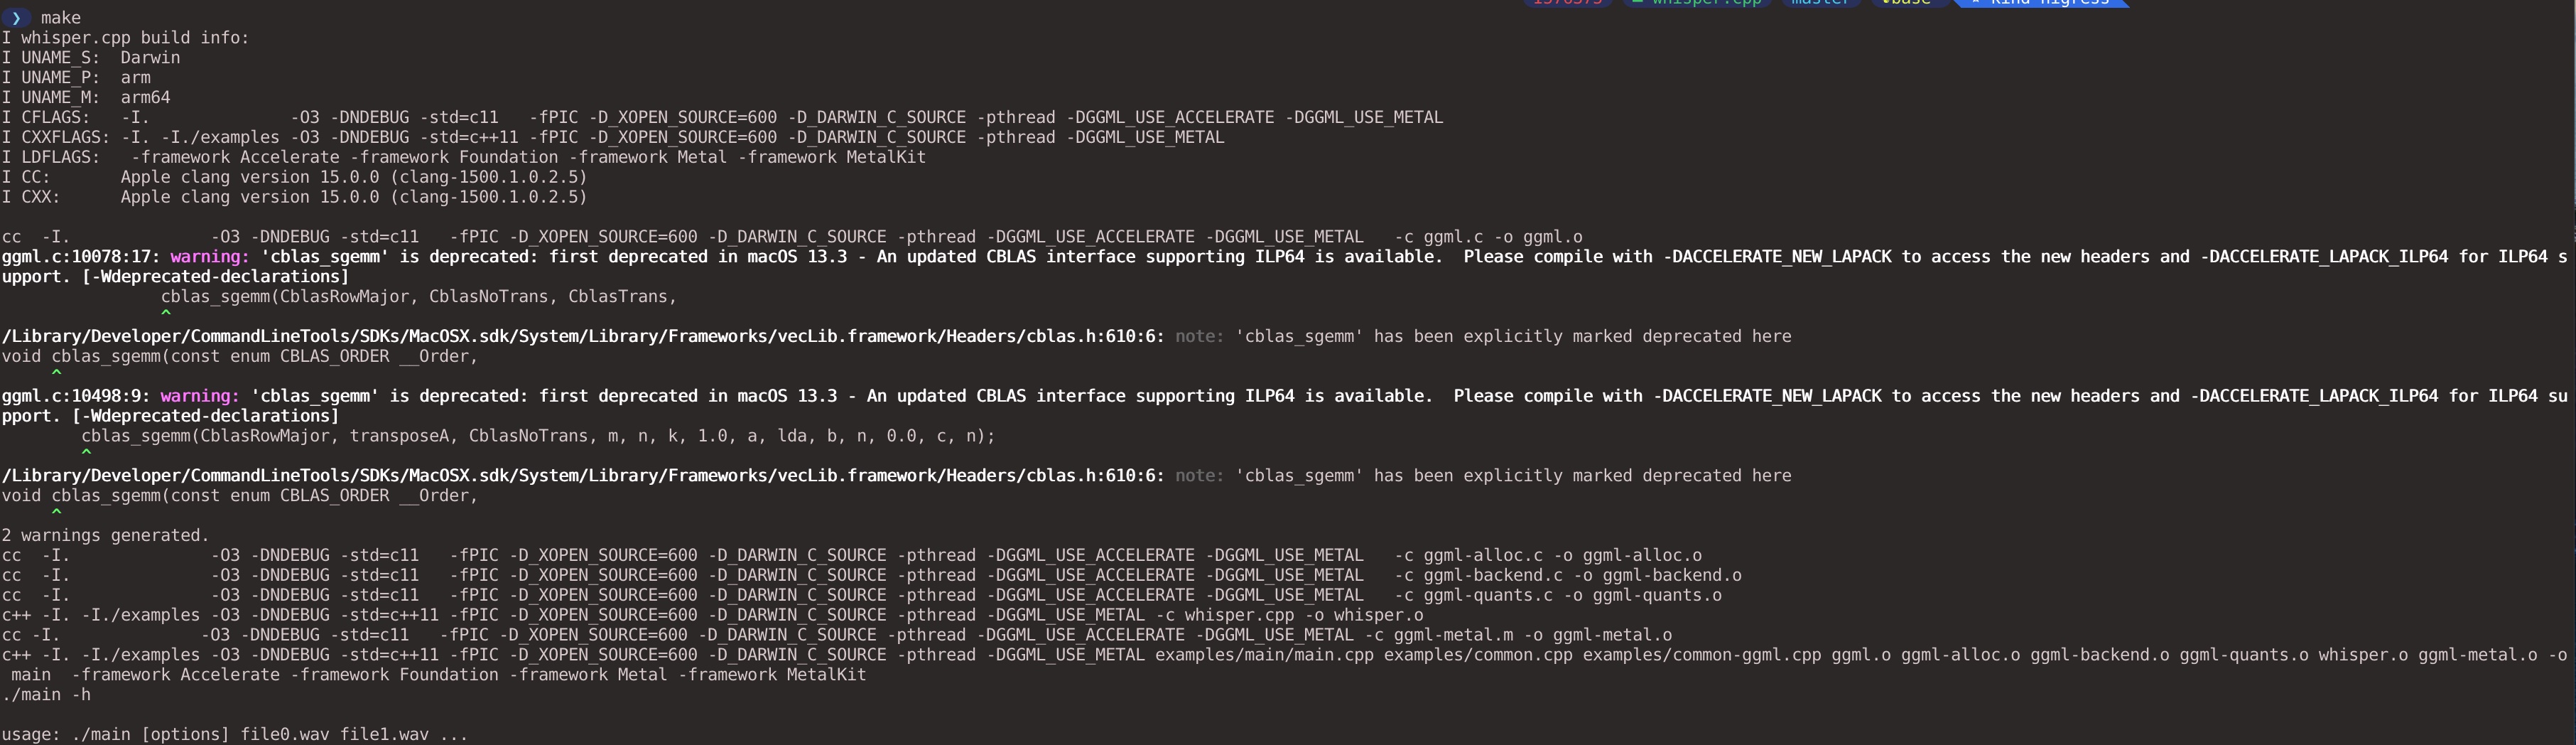 1370375 whisper.cpp master base kind nigress
❯ make
I whisper.cpp build info:
I UNAME_S:  Darwin
I UNAME_P:  arm
I UNAME_M:  arm64
I CFLAGS:   -I.              -O3 -DNDEBUG -std=c11   -fPIC -D_XOPEN_SOURCE=600 -D_DARWIN_C_SOURCE -pthread -DGGML_USE_ACCELERATE -DGGML_USE_METAL
I CXXFLAGS: -I. -I./examples -O3 -DNDEBUG -std=c++11 -fPIC -D_XOPEN_SOURCE=600 -D_DARWIN_C_SOURCE -pthread -DGGML_USE_METAL
I LDFLAGS:   -framework Accelerate -framework Foundation -framework Metal -framework MetalKit
I CC:       Apple clang version 15.0.0 (clang-1500.1.0.2.5)
I CXX:      Apple clang version 15.0.0 (clang-1500.1.0.2.5)
cc  -I.              -O3 -DNDEBUG -std=c11   -fPIC -D_XOPEN_SOURCE=600 -D_DARWIN_C_SOURCE -pthread -DGGML_USE_ACCELERATE -DGGML_USE_METAL   -c ggml.c -o ggml.o
ggml.c:10078:17: warning: 'cblas_sgemm' is deprecated: first deprecated in macOS 13.3 - An updated CBLAS interface supporting ILP64 is available.  Please compile with -DACCELERATE_NEW_LAPACK to access the new headers and -DACCELERATE_LAPACK_ILP64 for ILP64 s
upport. [-Wdeprecated-declarations]
                cblas_sgemm(CblasRowMajor, CblasNoTrans, CblasTrans,
                ^
/Library/Developer/CommandLineTools/SDKs/MacOSX.sdk/System/Library/Frameworks/vecLib.framework/Headers/cblas.h:610:6: note: 'cblas_sgemm' has been explicitly marked deprecated here
void cblas_sgemm(const enum CBLAS_ORDER __Order,
     ^
ggml.c:10498:9: warning: 'cblas_sgemm' is deprecated: first deprecated in macOS 13.3 - An updated CBLAS interface supporting ILP64 is available.  Please compile with -DACCELERATE_NEW_LAPACK to access the new headers and -DACCELERATE_LAPACK_ILP64 for ILP64 su
pport. [-Wdeprecated-declarations]
        cblas_sgemm(CblasRowMajor, transposeA, CblasNoTrans, m, n, k, 1.0, a, lda, b, n, 0.0, c, n);
        ^
/Library/Developer/CommandLineTools/SDKs/MacOSX.sdk/System/Library/Frameworks/vecLib.framework/Headers/cblas.h:610:6: note: 'cblas_sgemm' has been explicitly marked deprecated here
void cblas_sgemm(const enum CBLAS_ORDER __Order,
     ^
2 warnings generated.
cc  -I.              -O3 -DNDEBUG -std=c11   -fPIC -D_XOPEN_SOURCE=600 -D_DARWIN_C_SOURCE -pthread -DGGML_USE_ACCELERATE -DGGML_USE_METAL   -c ggml-alloc.c -o ggml-alloc.o
cc  -I.              -O3 -DNDEBUG -std=c11   -fPIC -D_XOPEN_SOURCE=600 -D_DARWIN_C_SOURCE -pthread -DGGML_USE_ACCELERATE -DGGML_USE_METAL   -c ggml-backend.c -o ggml-backend.o
cc  -I.              -O3 -DNDEBUG -std=c11   -fPIC -D_XOPEN_SOURCE=600 -D_DARWIN_C_SOURCE -pthread -DGGML_USE_ACCELERATE -DGGML_USE_METAL   -c ggml-quants.c -o ggml-quants.o
c++ -I. -I./examples -O3 -DNDEBUG -std=c++11 -fPIC -D_XOPEN_SOURCE=600 -D_DARWIN_C_SOURCE -pthread -DGGML_USE_METAL -c whisper.cpp -o whisper.o
cc -I.              -O3 -DNDEBUG -std=c11   -fPIC -D_XOPEN_SOURCE=600 -D_DARWIN_C_SOURCE -pthread -DGGML_USE_ACCELERATE -DGGML_USE_METAL -c ggml-metal.m -o ggml-metal.o
c++ -I. -I./examples -O3 -DNDEBUG -std=c++11 -fPIC -D_XOPEN_SOURCE=600 -D_DARWIN_C_SOURCE -pthread -DGGML_USE_METAL examples/main/main.cpp examples/common.cpp examples/common-ggml.cpp ggml.o ggml-alloc.o ggml-backend.o ggml-quants.o whisper.o ggml-metal.o -o
 main  -framework Accelerate -framework Foundation -framework Metal -framework MetalKit
./main -h
usage: ./main [options] file0.wav file1.wav ...